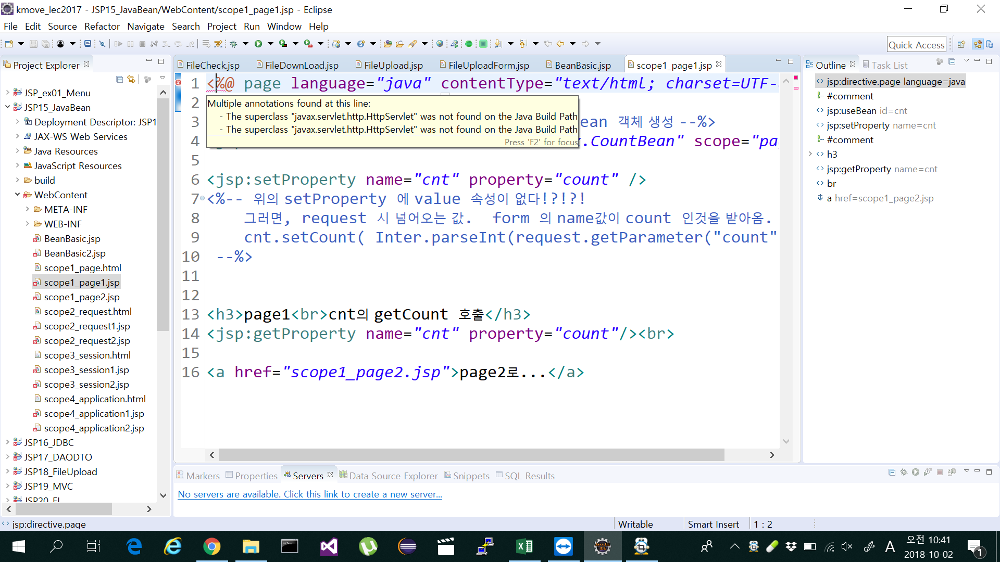 kmove_lec2017 - JSP15_JavaBean/WebContent/scope1_page1.jsp - Eclipse
File Edit Source Refactor Navigate Search Project Run Window Help
Quick Access
Project Explorer
JSP_ex01_Menu
JSP15_JavaBean
Deployment Descriptor: JSP1
JAX-WS Web Services
Java Resources
JavaScript Resources
build
WebContent
META-INF
WEB-INF
BeanBasic.jsp
BeanBasic2.jsp
scope1_page.html
scope1_page1.jsp
scope1_page2.jsp
scope2_request.html
scope2_request1.jsp
scope2_request2.jsp
scope3_session.html
scope3_session1.jsp
scope3_session2.jsp
scope4_application.html
scope4_application1.jsp
scope4_application2.jsp
JSP16_JDBC
JSP17_DAODTO
JSP18_FileUpload
JSP19_MVC
FileCheck.jsp FileDownLoad.jsp FileUpload.jsp FileUploadForm.jsp BeanBasic.jsp scope1_page1.jsp
1 <%@ page language="java" contentType="text/html; charset=UTF-
2
Multiple annotations found at this line:
- The superclass "javax.servlet.http.HttpServlet" was not found on the Java Build Path
- The superclass "javax.servlet.http.HttpServlet" was not found on the Java Build Path
Press 'F2' for focus
3 ean 객체 생성 --%>
4 x.CountBean" scope="pa
5
6 <jsp:setProperty name="cnt" property="count" />
7 <%-- 위의 setProperty 에 value 속성이 없다!?!?!
8 그러면, request 시 넘어오는 값. form 의 name값이 count 인것을 받아옴.
9 cnt.setCount( Inter.parseInt(request.getParameter("count"
10 --%>
11
12
13 <h3>page1<br>cnt의 getCount 호출</h3>
14 <jsp:getProperty name="cnt" property="count"/><br>
15
16 <a href="scope1_page2.jsp">page2로...</a>
Outline Task List
jsp:directive.page language=java
#comment
jsp:useBean id=cnt
jsp:setProperty name=cnt
#comment
h3
jsp:getProperty name=cnt
br
a href=scope1_page2.jsp
Markers Properties Servers Data Source Explorer Snippets SQL Results
No servers are available. Click this link to create a new server...
jsp:directive.page Writable Smart Insert 1 : 2
A
오전 10:41
2018-10-02
1